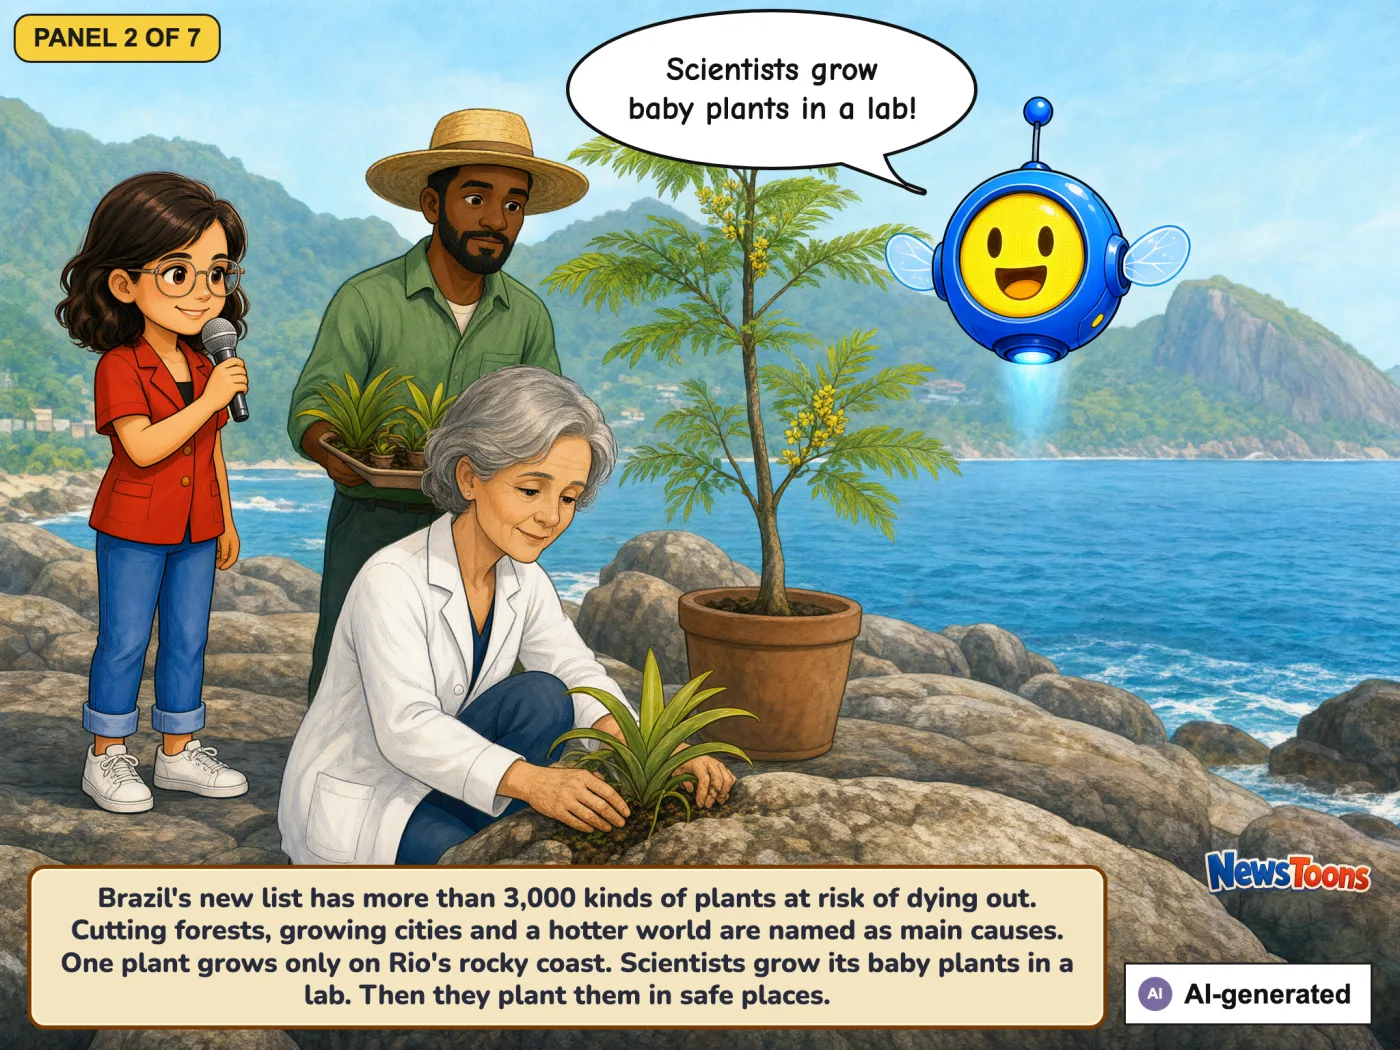 PANEL 2 OF 7
Scientists grow
baby plants in a lab!
Brazil's new list has more than 3,000 kinds of plants at risk of dying out.
Cutting forests, growing cities and a hotter world are named as main causes.
One plant grows only on Rio's rocky coast. Scientists grow its baby plants in a
lab. Then they plant them in safe places.
NewsToons
AI AI-generated